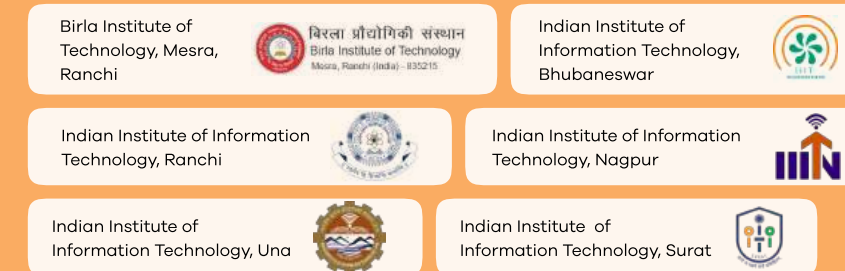 Birla Institute of
Technology, Mesra,
Ranchi
बिरला प्रौद्योगिकी संस्थान
Birla Institute of Technology
Mesra, Ranchi (India) - 835215
Indian Institute of
Information Technology,
Bhubaneswar
Indian Institute of Information
Technology, Ranchi
Indian Institute of Information
Technology, Nagpur
IIITN
Indian Institute of
Information Technology, Una
Indian Institute of
Information Technology, Surat